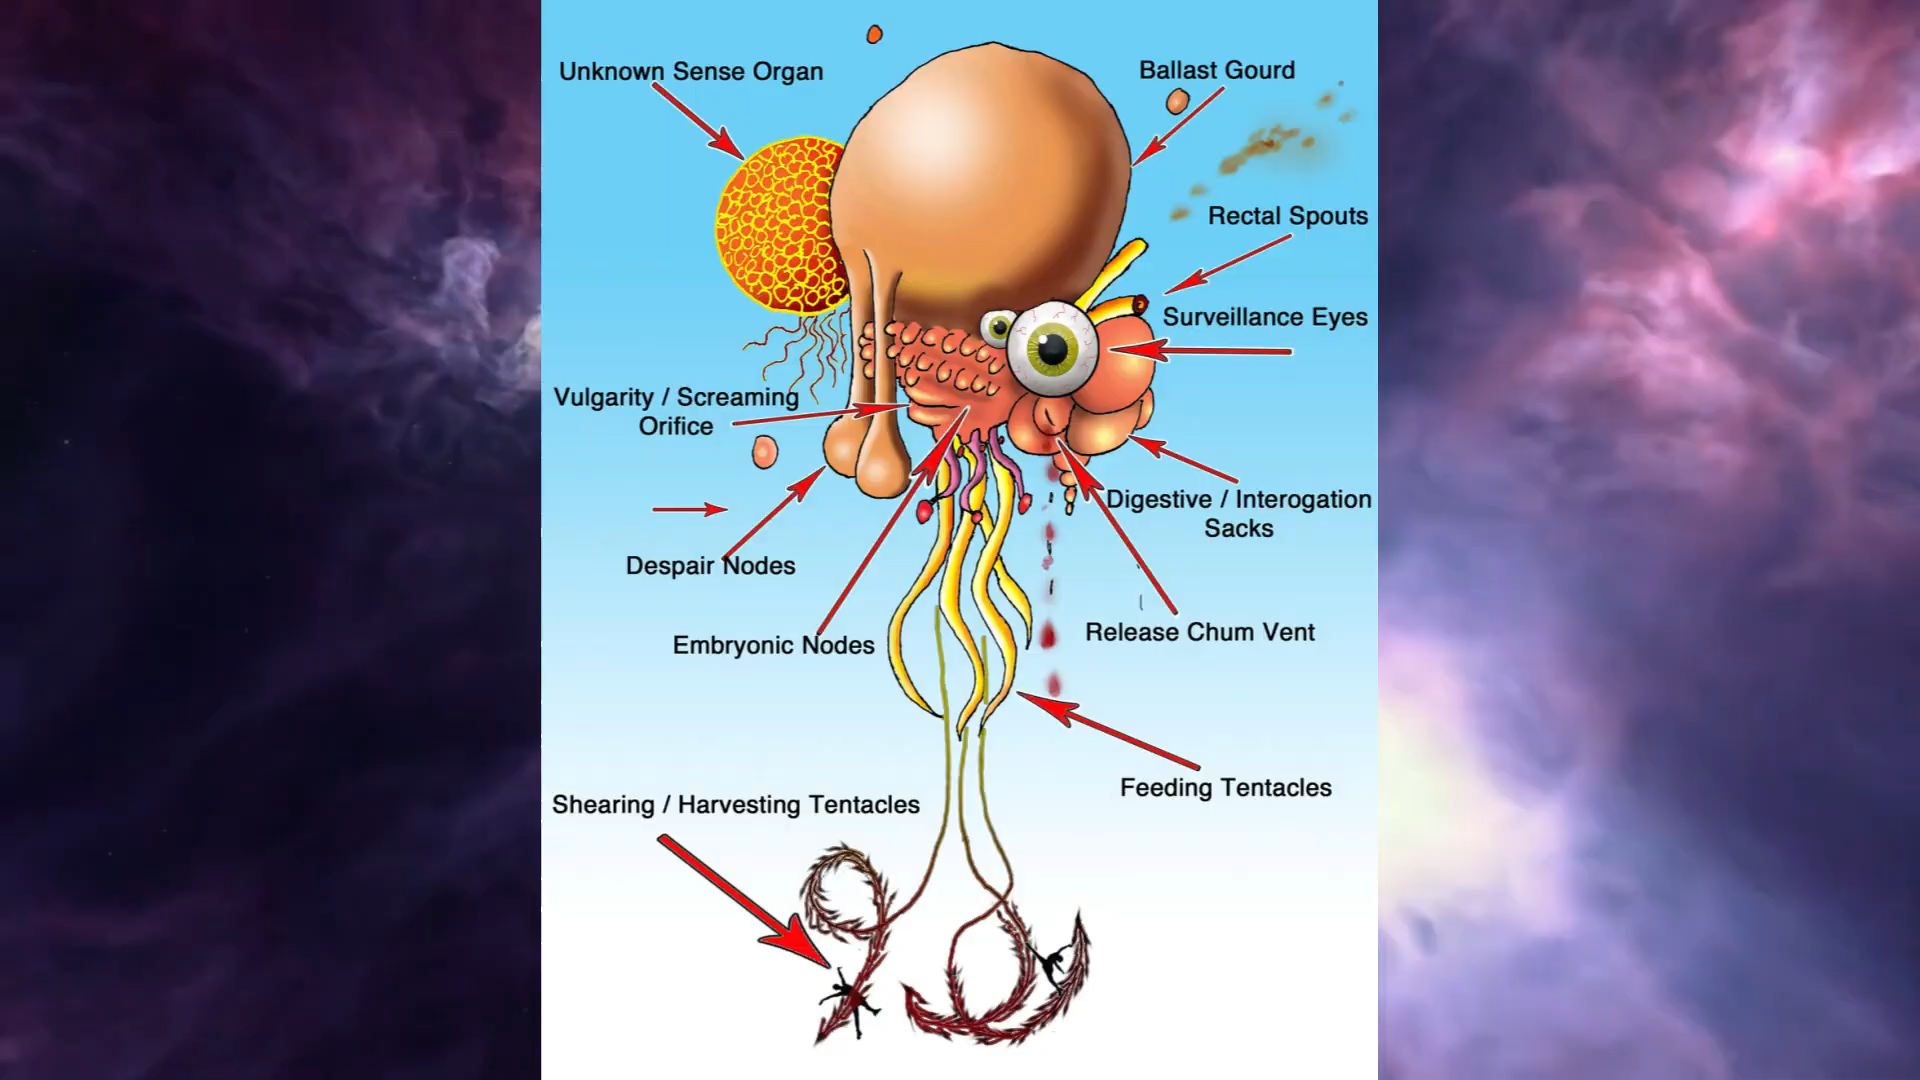 Unknown Sense Organ
Ballast Gourd
Rectal Spouts
Surveillance Eyes
Vulgarity / Screaming
Orifice
Digestive / Interogation
Sacks
Despair Nodes
Embryonic Nodes
Release Chum Vent
Feeding Tentacles
Shearing / Harvesting Tentacles